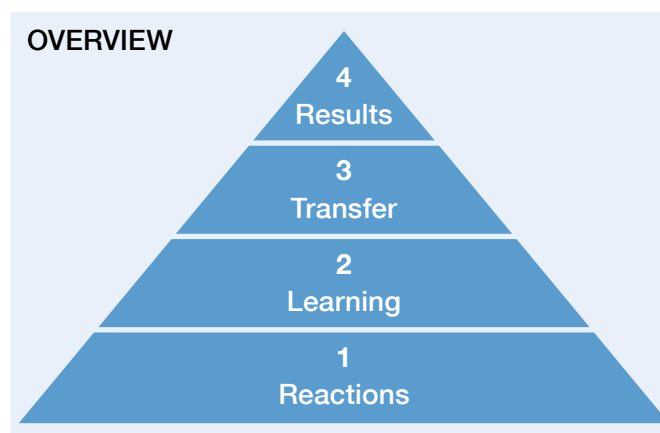 OVERVIEW
4
Results
3
Transfer
2
Learning
1
Reactions